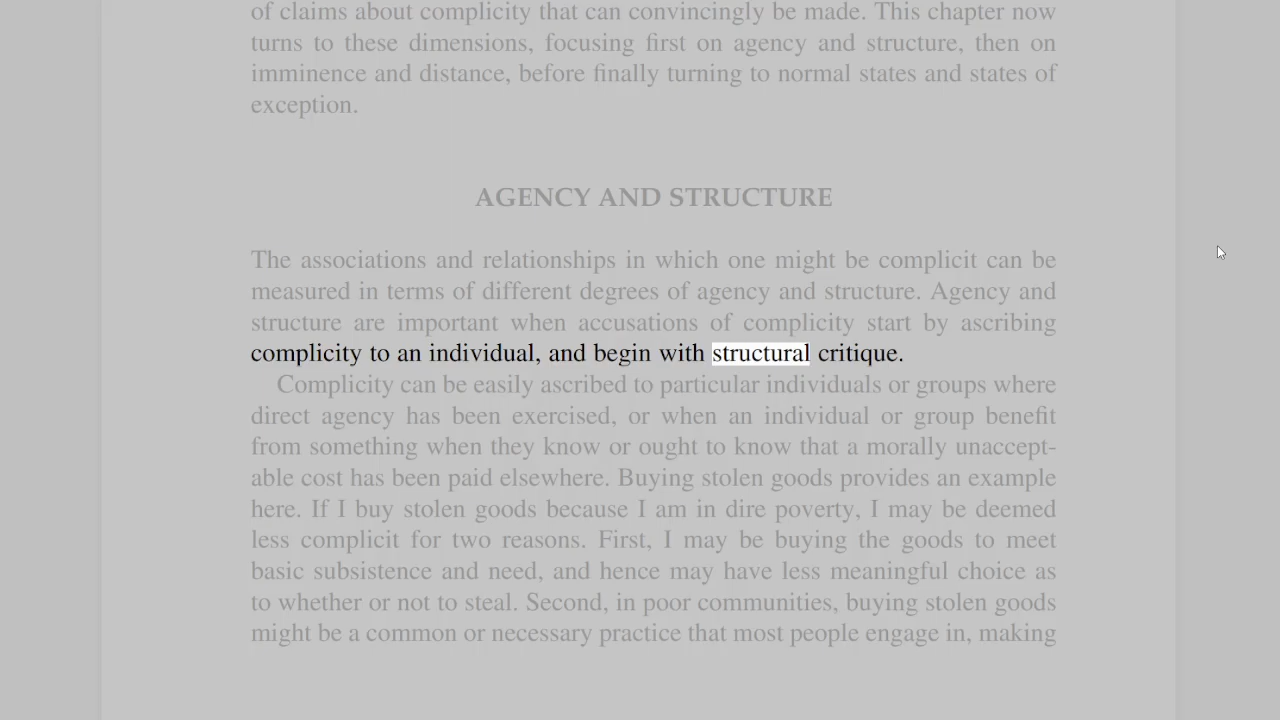 of claims about complicity that can convincingly be made. This chapter now
turns to these dimensions, focusing first on agency and structure, then on
imminence and distance, before finally turning to normal states and states of
exception.
AGENCY AND STRUCTURE
The associations and relationships in which one might be complicit can be
measured in terms of different degrees of agency and structure. Agency and
structure are important when accusations of complicity start by ascribing
complicity to an individual, and begin with structural critique.
Complicity can be easily ascribed to particular individuals or groups where
direct agency has been exercised, or when an individual or group benefit
from something when they know or ought to know that a morally unaccept-
able cost has been paid elsewhere. Buying stolen goods provides an example
here. If I buy stolen goods because I am in dire poverty, I may be deemed
less complicit for two reasons. First, I may be buying the goods to meet
basic subsistence and need, and hence may have less meaningful choice as
to whether or not to steal. Second, in poor communities, buying stolen goods
might be a common or necessary practice that most people engage in, making